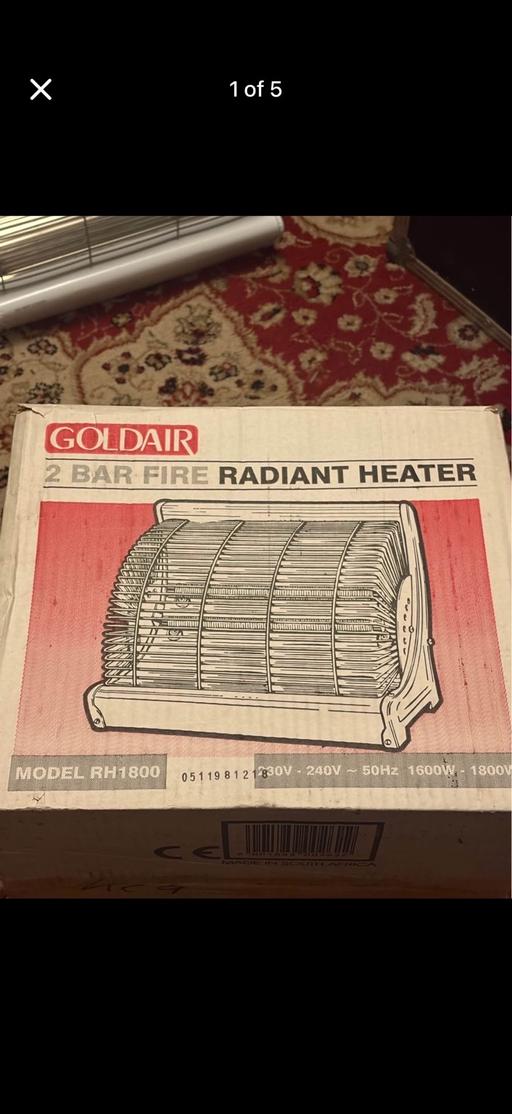 1 of 5
GOLDAIR
2 BAR FIRE RADIANT HEATER
MODEL RH1800
0511981218
230V - 240V ~ 50Hz 1600W - 1800W
CE
MADE IN SOUTH AFRICA